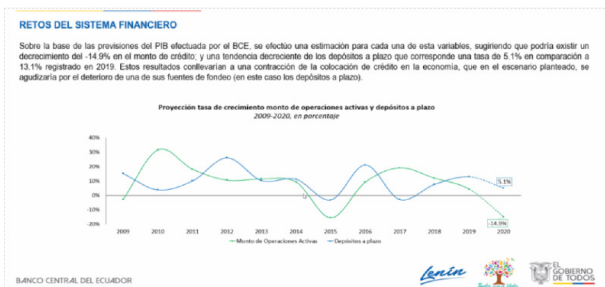 RETOS DEL SISTEMA FINANCIERO
Sobre la base de las previsiones del PIB efectuada por el BCE, se efectúo una estimación para cada una de esta variables, sugiriendo que podría existir un
decrecimiento del -14.9% en el monto de crédito; y una tendencia decreciente de los depósitos a plazo que corresponde una tasa de 5.1% en comparación a
13.1% registrado en 2019. Estos resultados conllevarían a una contracción de la colocación de crédito en la economía, que en el escenario planteado, se
agudizaría por el deterioro de una de sus fuentes de fondeo (en este caso los depósitos a plazo).
Proyección tasa de crecimiento monto de operaciones activas y depósitos a plazo
2009-2020, en porcentaje
40%
30%
20%
10%
0%
-10%
-20%
5.1%
-14.9%
2009 2010 2011 2012 2013 2014 2015 2016 2017 2018 2019 2020
Monto de Operaciones Activas Depósitos a plazo
BANCO CENTRAL DEL ECUADOR
Lenín
EL
GOBIERNO
DE TODOS